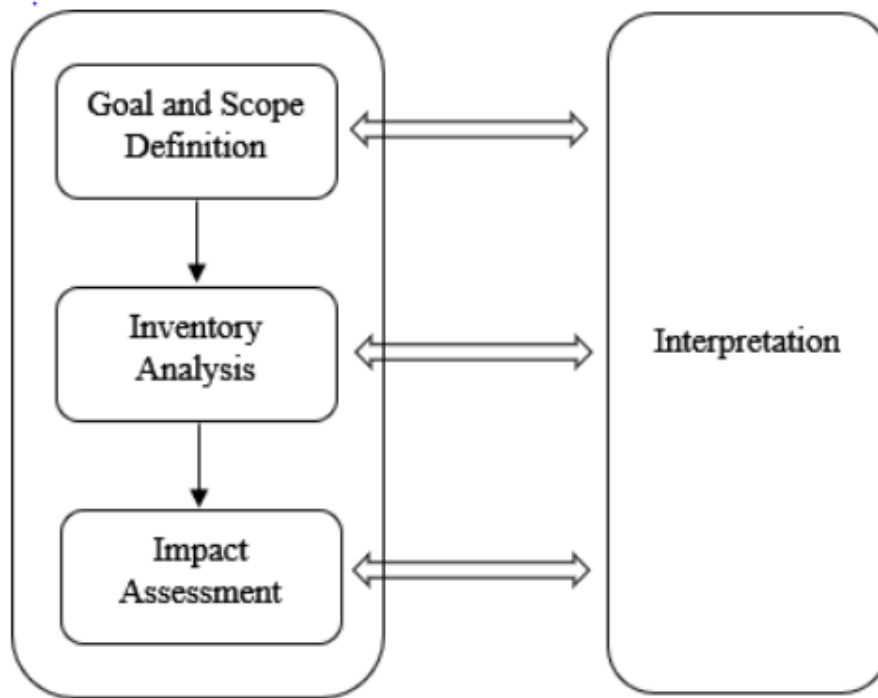 Goal and Scope
Definition
Inventory
Analysis
Interpretation
Impact
Assessment